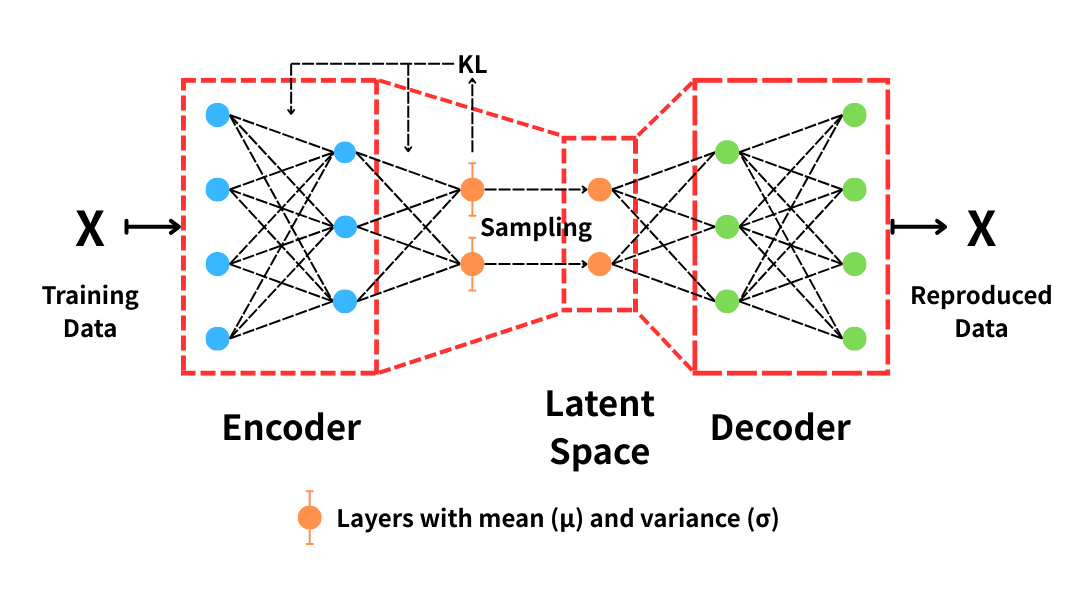 KL
X
Training
Data
Sampling
X
Reproduced
Data
Encoder
Latent
Space
Decoder
Layers with mean (μ) and variance (σ)